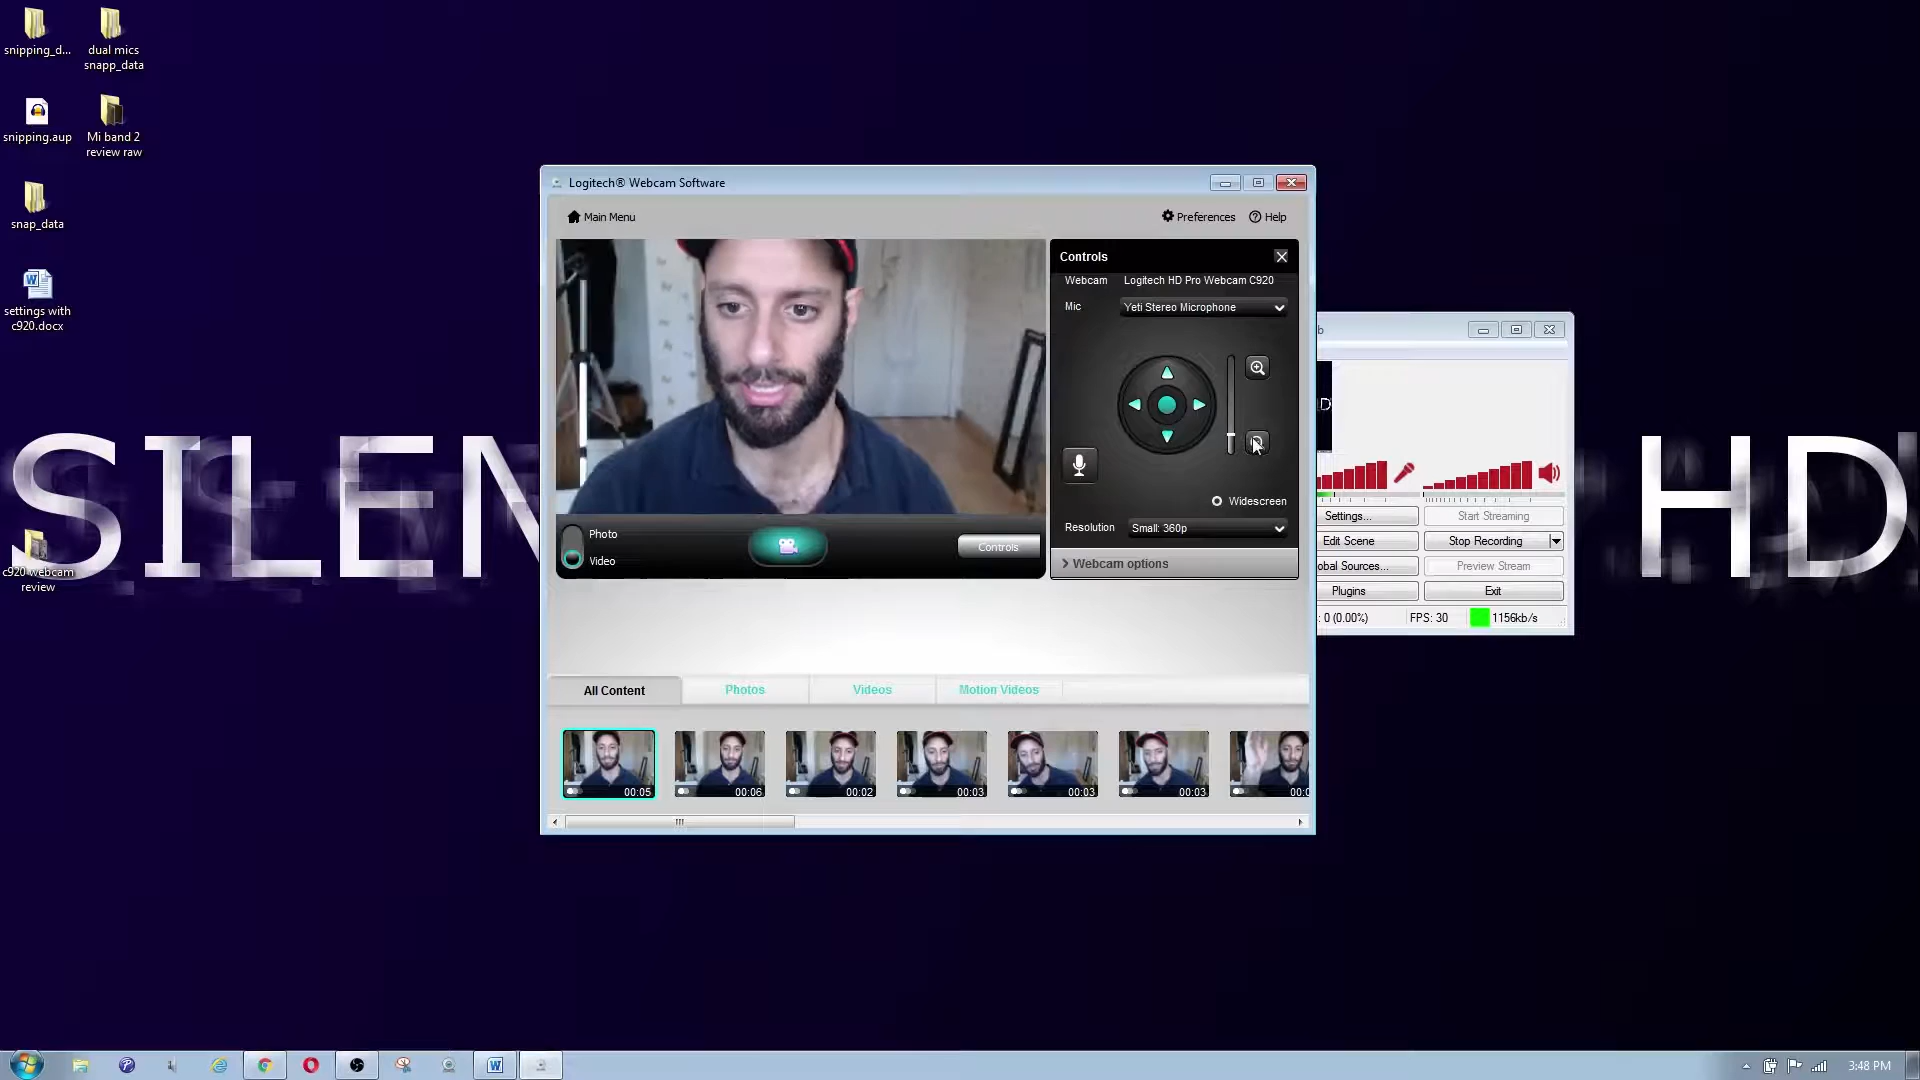 snipping_d...
dual mics
snapp_data
snipping.aup
Mi band 2
review raw
snap_data
settings with
c920.docx
c920 webcam
review
SILEN
HD
Logitech® Webcam Software
Main Menu
Preferences
Help
Controls
Webcam
Logitech HD Pro Webcam C920
Mic
Yeti Stereo Microphone
Widescreen
Resolution
Small: 360p
Webcam options
Photo
Video
Controls
All Content
Photos
Videos
Motion Videos
00:05
00:06
00:02
00:03
00:03
00:03
00:0
b
D
Settings...
Start Streaming
Edit Scene
Stop Recording
obal Sources...
Preview Stream
Plugins
Exit
: 0 (0.00%)
FPS: 30
1156kb/s
3:48 PM